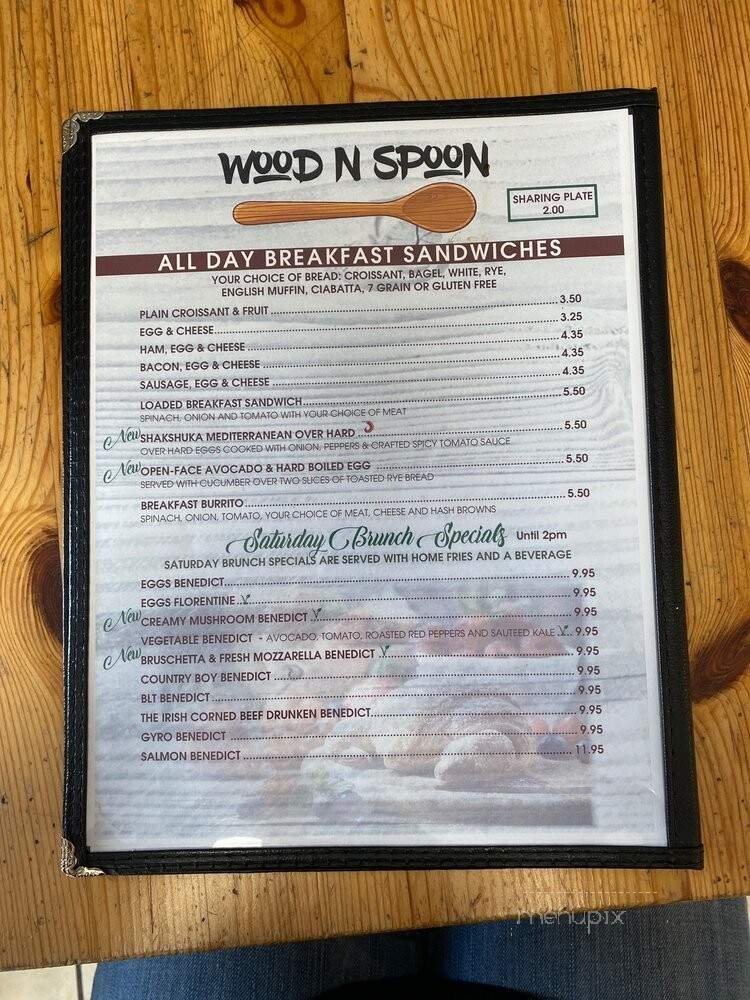 WOOD N SPOON
SHARING PLATE
2.00
ALL DAY BREAKFAST SANDWICHES
YOUR CHOICE OF BREAD: CROISSANT, BAGEL, WHITE, RYE,
ENGLISH MUFFIN, CIABATTA, 7 GRAIN OR GLUTEN FREE
PLAIN CROISSANT & FRUIT 3.50
EGG & CHEESE 3.25
HAM, EGG & CHEESE 4.35
BACON, EGG & CHEESE 4.35
SAUSAGE, EGG & CHEESE 4.35
LOADED BREAKFAST SANDWICH 5.50
SPINACH, ONION AND TOMATO WITH YOUR CHOICE OF MEAT
New SHAKSHUKA MEDITERRANEAN OVER HARD 5.50
OVER HARD EGGS COOKED WITH ONION, PEPPERS & CRAFTED SPICY TOMATO SAUCE
New OPEN-FACE AVOCADO & HARD BOILED EGG 5.50
SERVED WITH CUCUMBER OVER TWO SLICES OF TOASTED RYE BREAD
BREAKFAST BURRITO 5.50
SPINACH, ONION, TOMATO, YOUR CHOICE OF MEAT, CHEESE AND HASH BROWNS
Saturday Brunch Specials Until 2pm
SATURDAY BRUNCH SPECIALS ARE SERVED WITH HOME FRIES AND A BEVERAGE
EGGS BENEDICT 9.95
EGGS FLORENTINE 9.95
New CREAMY MUSHROOM BENEDICT 9.95
VEGETABLE BENEDICT - AVOCADO, TOMATO, ROASTED RED PEPPERS AND SAUTEED KALE 9.95
New BRUSCHETTA & FRESH MOZZARELLA BENEDICT 9.95
COUNTRY BOY BENEDICT 9.95
BLT BENEDICT 9.95
THE IRISH CORNED BEEF DRUNKEN BENEDICT 9.95
GYRO BENEDICT 9.95
SALMON BENEDICT 11.95
menupix